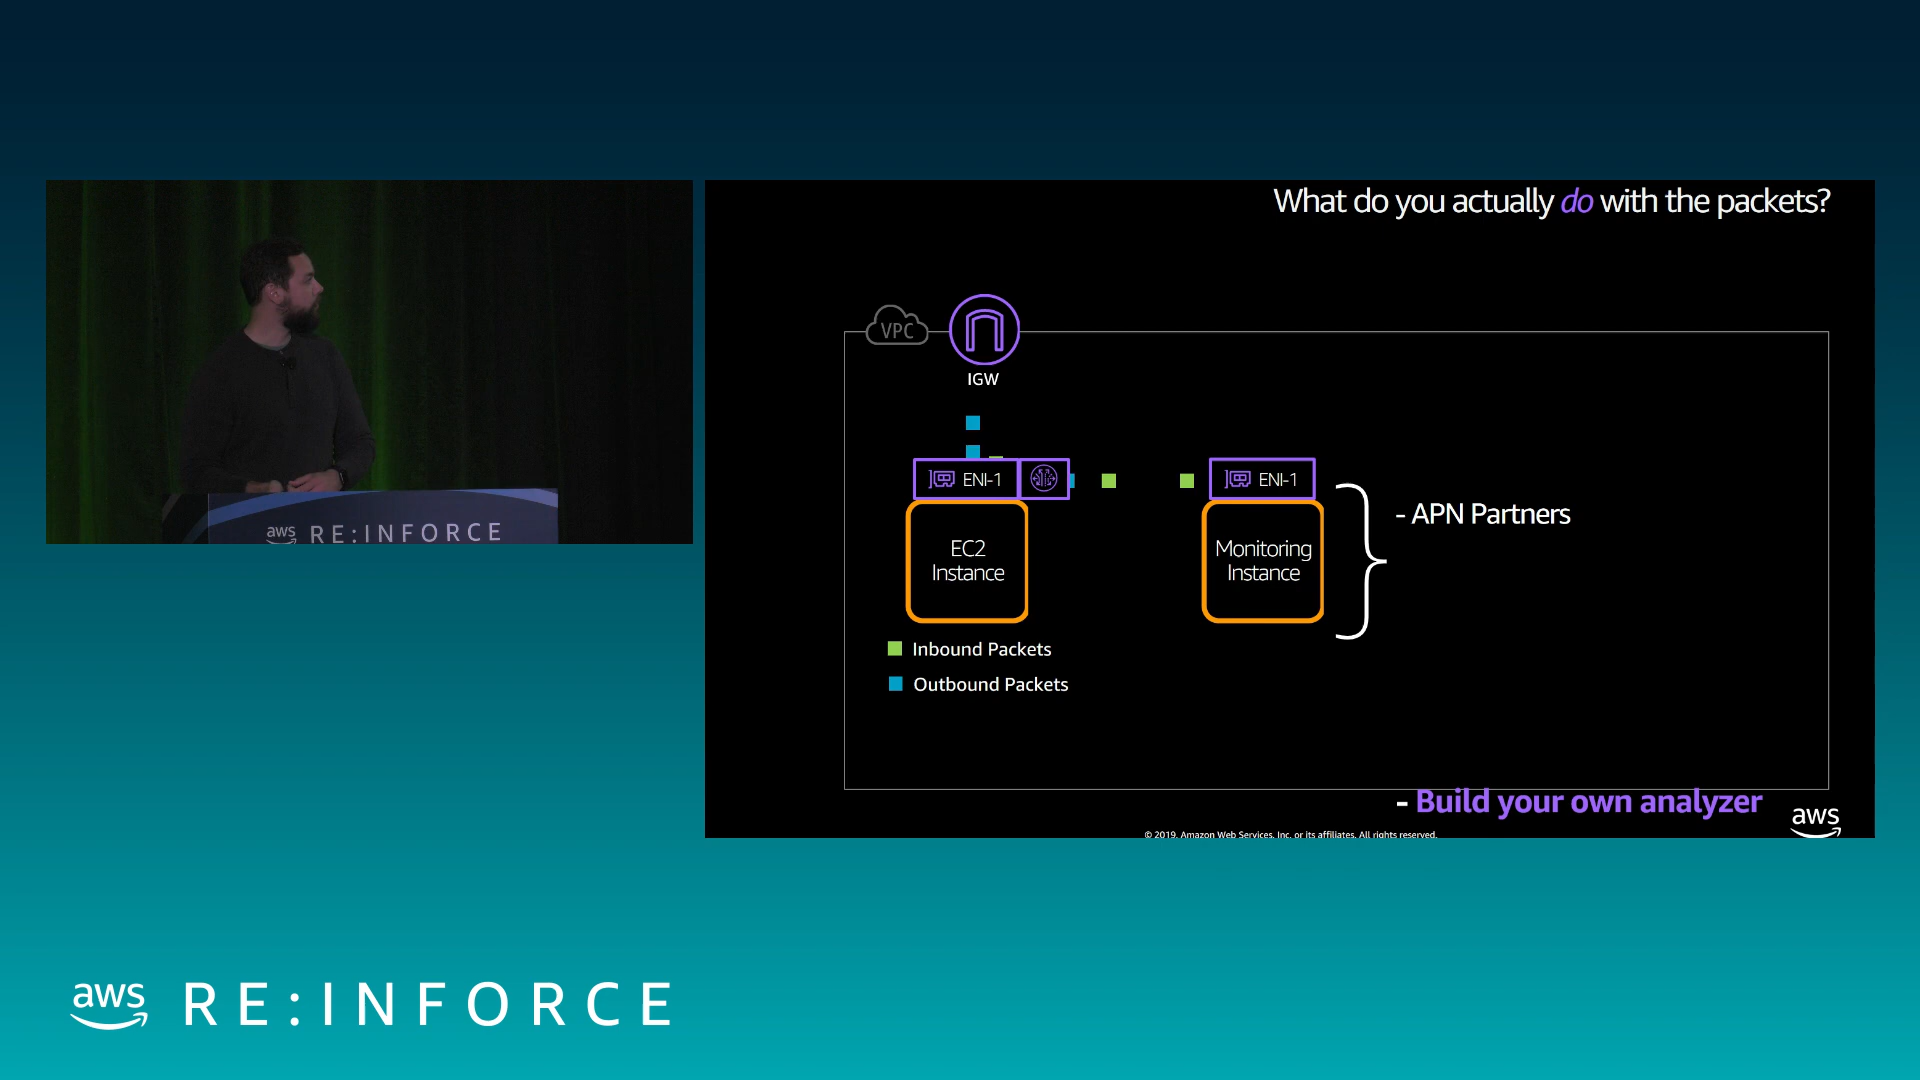 What do you actually do with the packets?
VPC
IGW
ENI-1
ENI-1
EC2
Instance
Monitoring
Instance
- APN Partners
Inbound Packets
Outbound Packets
- Build your own analyzer
aws
© 2019, Amazon Web Services, Inc. or its affiliates. All rights reserved.
aws RE:INFORCE
aws RE:INFORCE